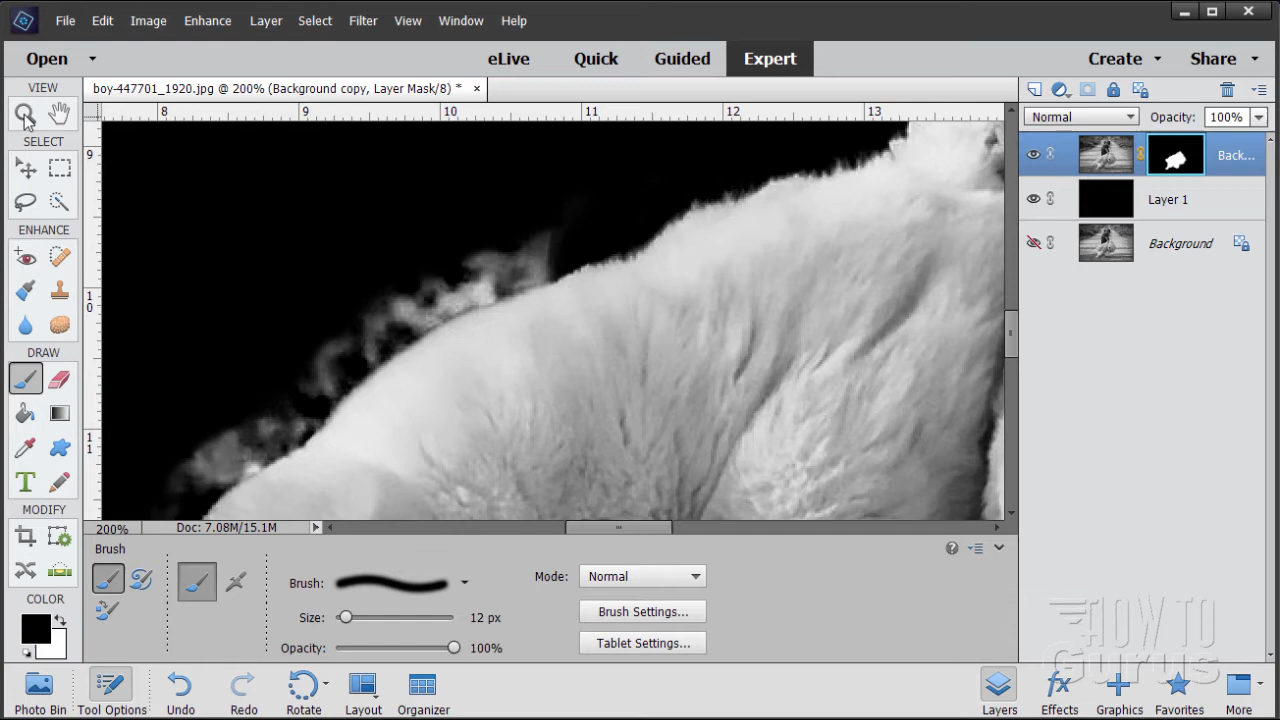 File Edit Image Enhance Layer Select Filter View Window Help
Open eLive Quick Guided Expert Create Share
VIEW
boy-447701_1920.jpg @ 200% (Background copy, Layer Mask/8) * ×
8 9 10 11 12 13
Normal Opacity: 100%
SELECT
9
Back...
Layer 1
ENHANCE
Background
10
DRAW
11
T
MODIFY
200% Doc: 7.08M/15.1M
Brush
Brush: Mode: Normal
COLOR
Size: 12 px Brush Settings...
Opacity: 100% Tablet Settings...
HOW TO
Gurus
fx
Photo Bin Tool Options Undo Redo Rotate Layout Organizer Layers Effects Graphics Favorites More